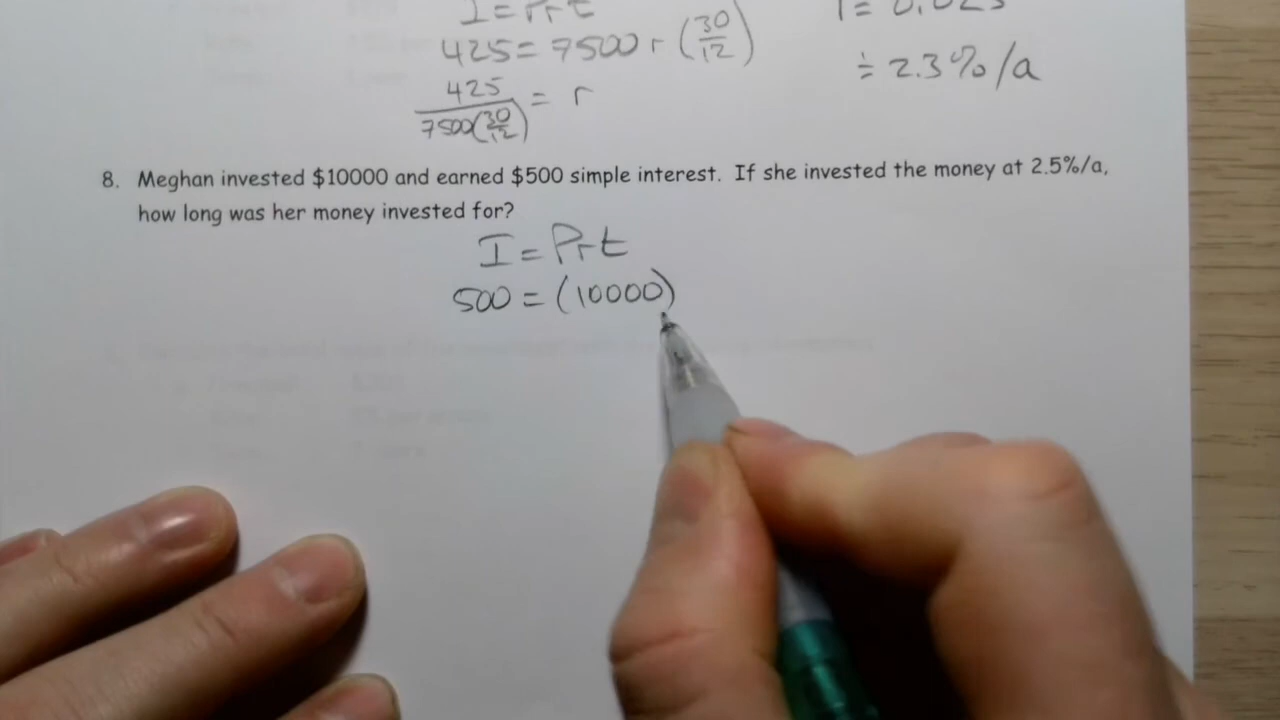 I = Prt
425 = 7500 r (30/12)
425/7500(30/12) = r
÷ 2.3%/a
8. Meghan invested $10000 and earned $500 simple interest. If she invested the money at 2.5%/a,
how long was her money invested for?
I = Prt
500 = (10000)